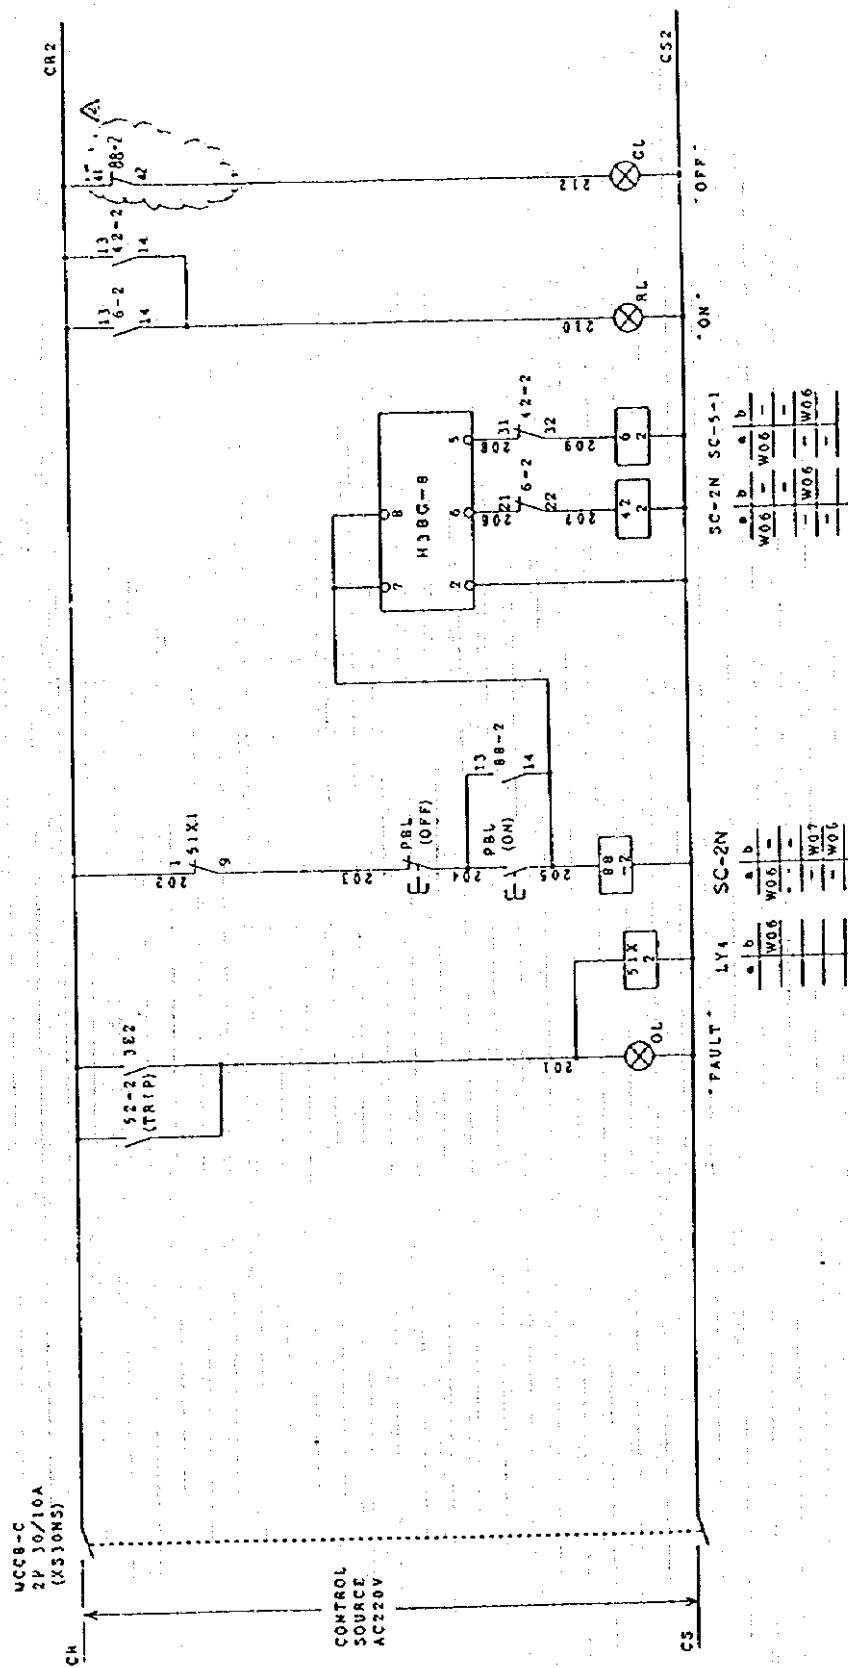 MCCB-C
2P 30/10A
(XS30NS)
CONTROL
SOURCE
AC220V
CR2
CS
CS2
52-2
(TRIP)
3E2
201
OL
51X
2
"FAULT"
202
1
51X1
9
203
PBL
(OFF)
204
PBL
(ON)
205
13
88-2
14
88
-2
LY4
a b
W06
SC-2N
a b
W06 -
- W07
- W06
H3BG-8
7
8
2
6
5
206
21
6-2
22
207
42
2
208
31
42-2
32
209
6
2
SC-2N
a b
W06 -
- W06
SC-5-1
a b
W06 -
- W06
13
6-2
14
13
42-2
14
210
RL
"ON"
41
88-2
42
2
212
GL
"OFF"